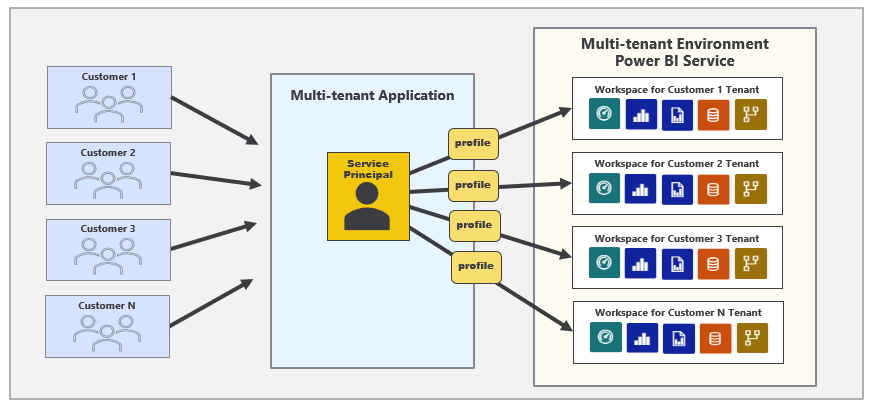 Customer 1
Customer 2
Customer 3
Customer N
Multi-tenant Application
Service
Principal
profile
profile
profile
profile
Multi-tenant Environment
Power BI Service
Workspace for Customer 1 Tenant
Workspace for Customer 2 Tenant
Workspace for Customer 3 Tenant
Workspace for Customer N Tenant